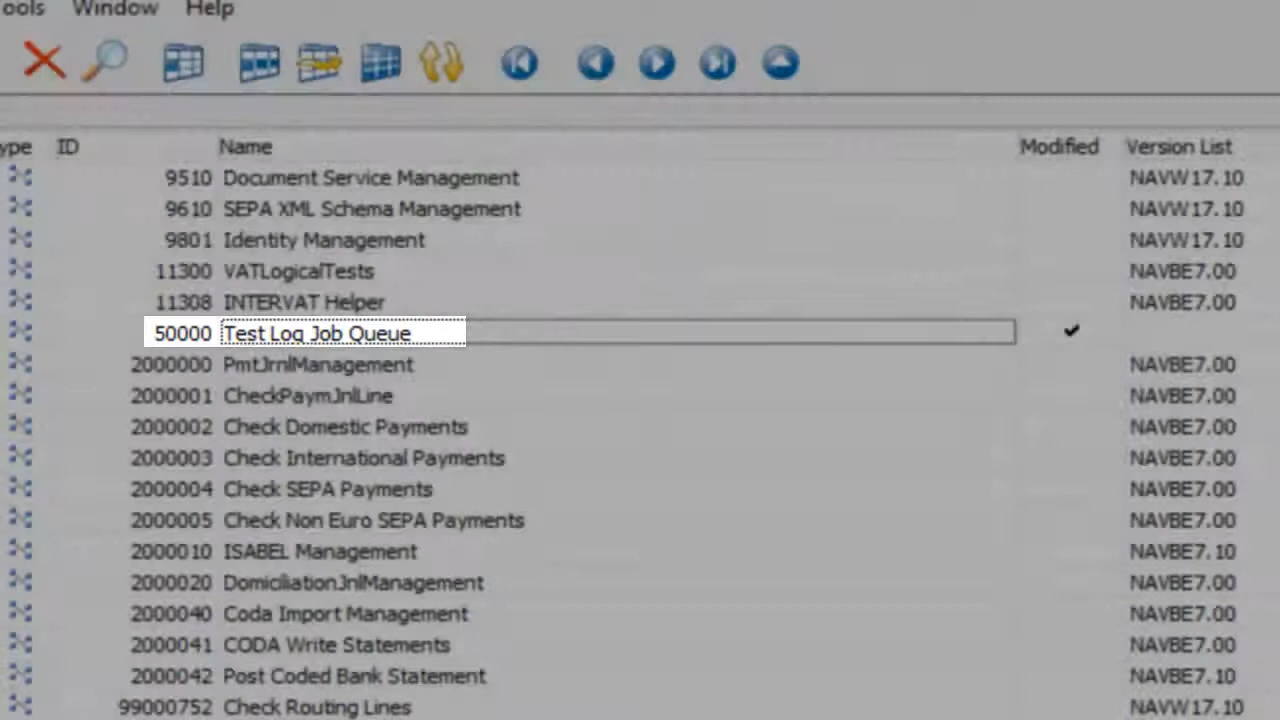 ools Window Help
ype ID Name Modified Version List
9510 Document Service Management NAVW17.10
9610 SEPA XML Schema Management NAVW17.10
9801 Identity Management NAVW17.10
11300 VATLogicalTests NAVBE7.00
11308 INTERVAT Helper NAVBE7.00
50000 Test Log Job Queue
2000000 PmtJrnlManagement NAVBE7.00
2000001 CheckPaymJnlLine NAVBE7.00
2000002 Check Domestic Payments NAVBE7.00
2000003 Check International Payments NAVBE7.00
2000004 Check SEPA Payments NAVBE7.00
2000005 Check Non Euro SEPA Payments NAVBE7.00
2000010 ISABEL Management NAVBE7.10
2000020 DomiciliationJnlManagement NAVBE7.00
2000040 Coda Import Management NAVBE7.00
2000041 CODA Write Statements NAVBE7.00
2000042 Post Coded Bank Statement NAVBE7.10
99000752 Check Routing Lines NAVW17.10